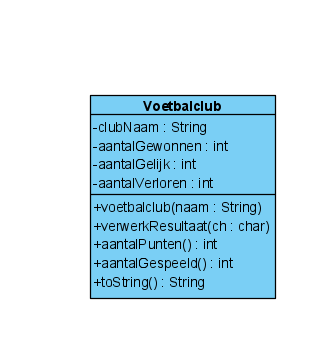 Voetbalclub
-clubNaam : String
-aantalGewonnen : int
-aantalGelijk : int
-aantalVerloren : int
+voetbalclub(naam : String)
+verwerkResultaat(ch : char)
+aantalPunten() : int
+aantalGespeeld() : int
+toString() : String